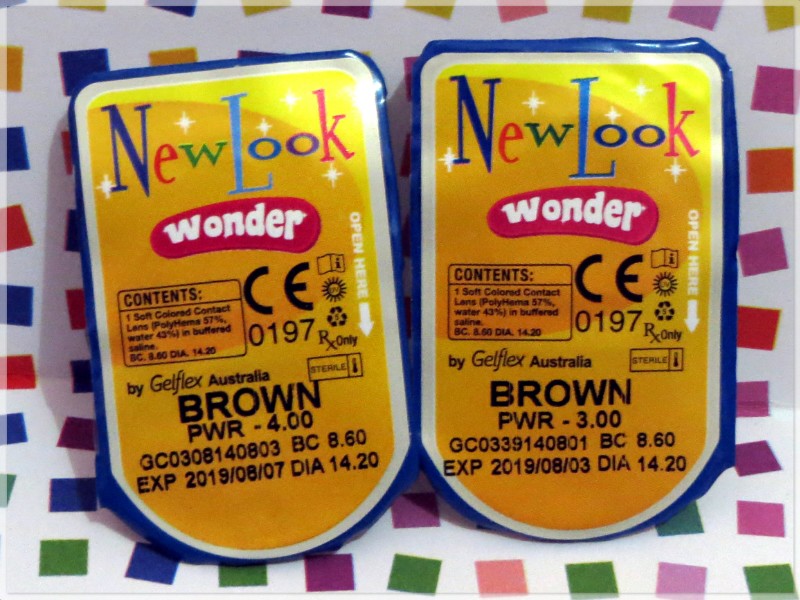 New Look
wonder
OPEN HERE
CONTENTS:
1 Soft Colored Contact
Lens (PolyHema 57%,
water 43%) in buffered
saline.
BC. 8.60 DIA. 14.20
CE
0197
Rx Only
STERILE
by Gelflex Australia
BROWN
PWR - 4.00
GC0308140803 BC 8.60
EXP 2019/08/07 DIA 14.20
New Look
wonder
OPEN HERE
CONTENTS:
1 Soft Colored Contact
Lens (PolyHema 57%,
water 43%) in buffered
saline.
BC. 8.60 DIA. 14.20
CE
0197
Rx Only
STERILE
by Gelflex Australia
BROWN
PWR - 3.00
GC0339140801 BC 8.60
EXP 2019/08/03 DIA 14.20